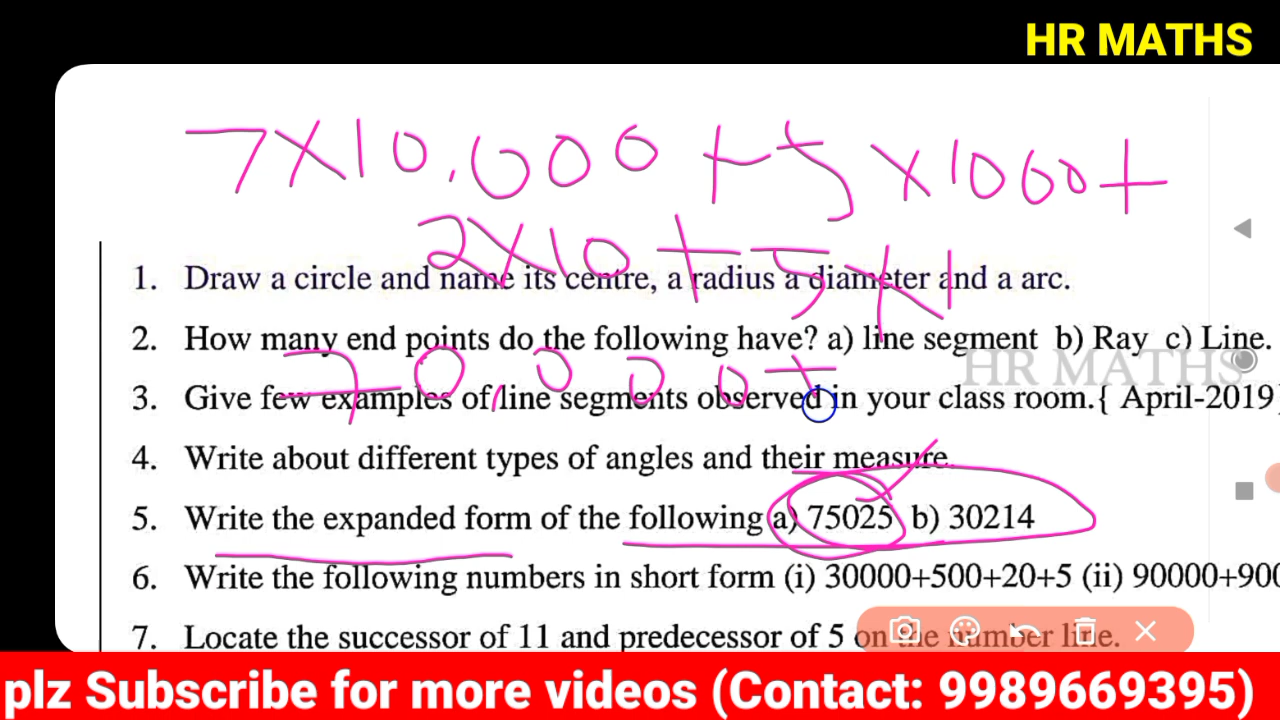 HR MATHS
7×10,000 + 5 ×1000+
2×10 + 5×1
1. Draw a circle and name its centre, a radius a diameter and a arc.
2. How many end points do the following have? a) line segment b) Ray c) Line.
HR MATHS
70,000+
3. Give few examples of line segments observed in your class room.{ April-2019
4. Write about different types of angles and their measure.
5. Write the expanded form of the following a) 75025 b) 30214
6. Write the following numbers in short form (i) 30000+500+20+5 (ii) 90000+900
7. Locate the successor of 11 and predecessor of 5 on the number line.
plz Subscribe for more videos (Contact: 9989669395)